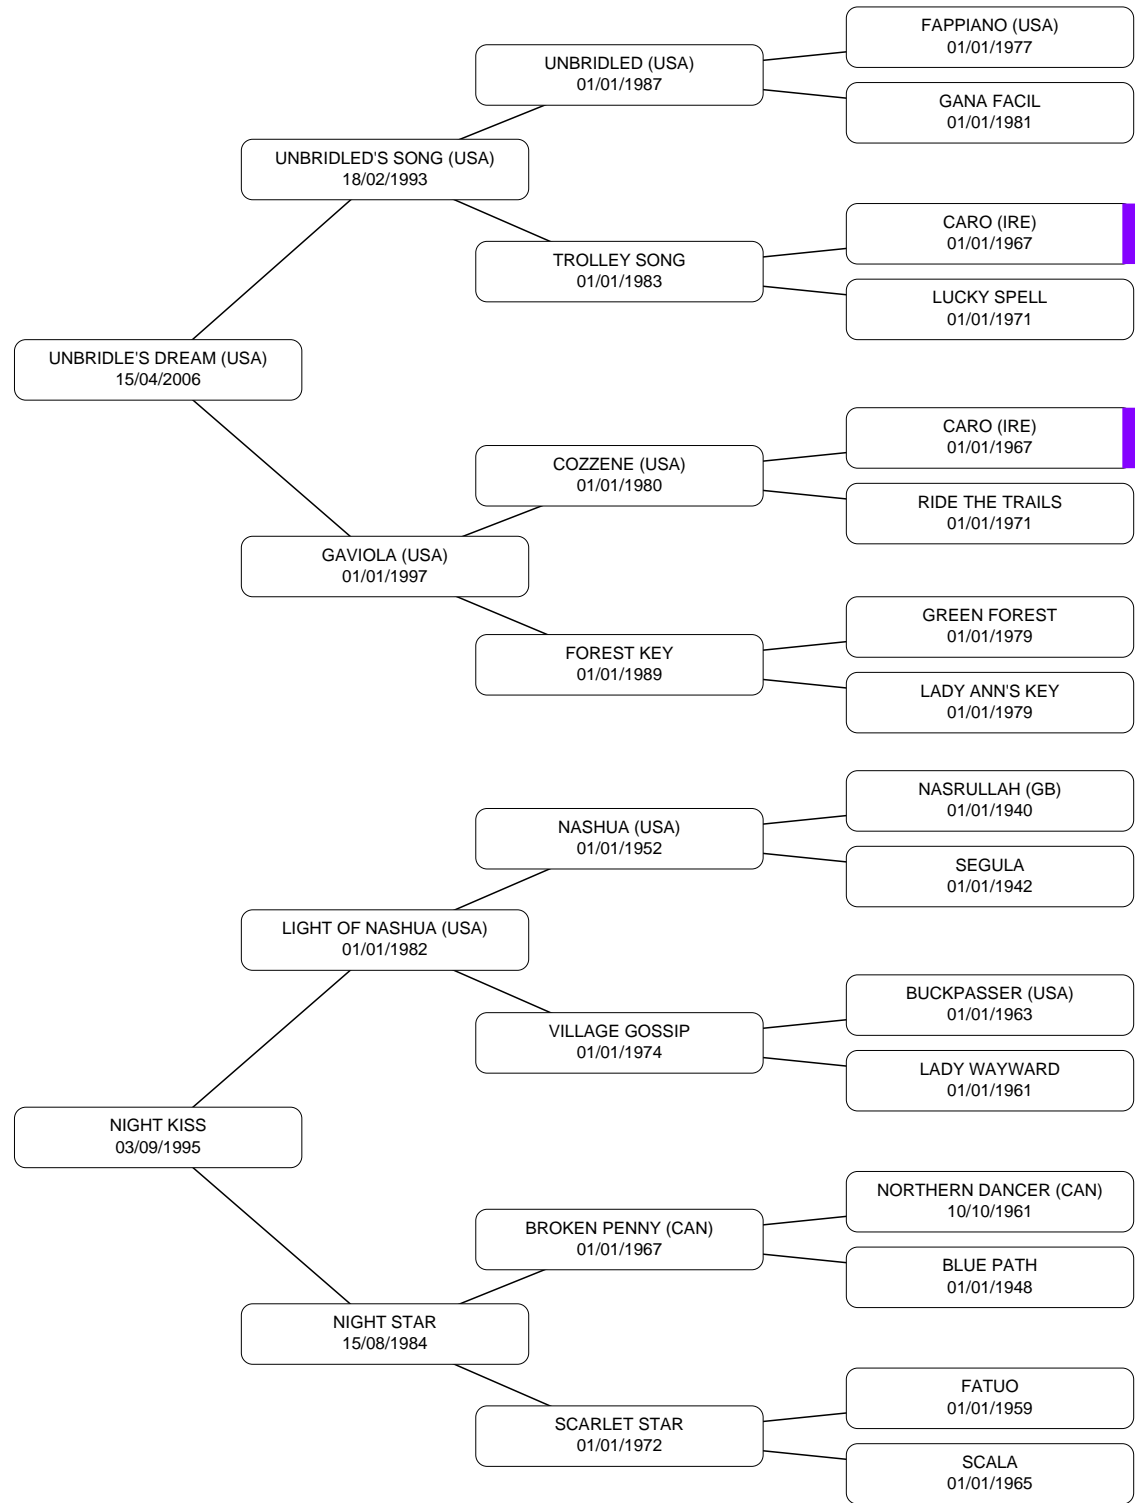 FAPPIANO (USA)
01/01/1977
UNBRIDLED (USA)
01/01/1987
GANA FACIL
01/01/1981
UNBRIDLED'S SONG (USA)
18/02/1993
CARO (IRE)
01/01/1967
TROLLEY SONG
01/01/1983
LUCKY SPELL
01/01/1971
UNBRIDLE'S DREAM (USA)
15/04/2006
CARO (IRE)
01/01/1967
COZZENE (USA)
01/01/1980
RIDE THE TRAILS
01/01/1971
GAVIOLA (USA)
01/01/1997
GREEN FOREST
01/01/1979
FOREST KEY
01/01/1989
LADY ANN'S KEY
01/01/1979
NASRULLAH (GB)
01/01/1940
NASHUA (USA)
01/01/1952
SEGULA
01/01/1942
LIGHT OF NASHUA (USA)
01/01/1982
BUCKPASSER (USA)
01/01/1963
VILLAGE GOSSIP
01/01/1974
LADY WAYWARD
01/01/1961
NIGHT KISS
03/09/1995
NORTHERN DANCER (CAN)
10/10/1961
BROKEN PENNY (CAN)
01/01/1967
BLUE PATH
01/01/1948
NIGHT STAR
15/08/1984
FATUO
01/01/1959
SCARLET STAR
01/01/1972
SCALA
01/01/1965